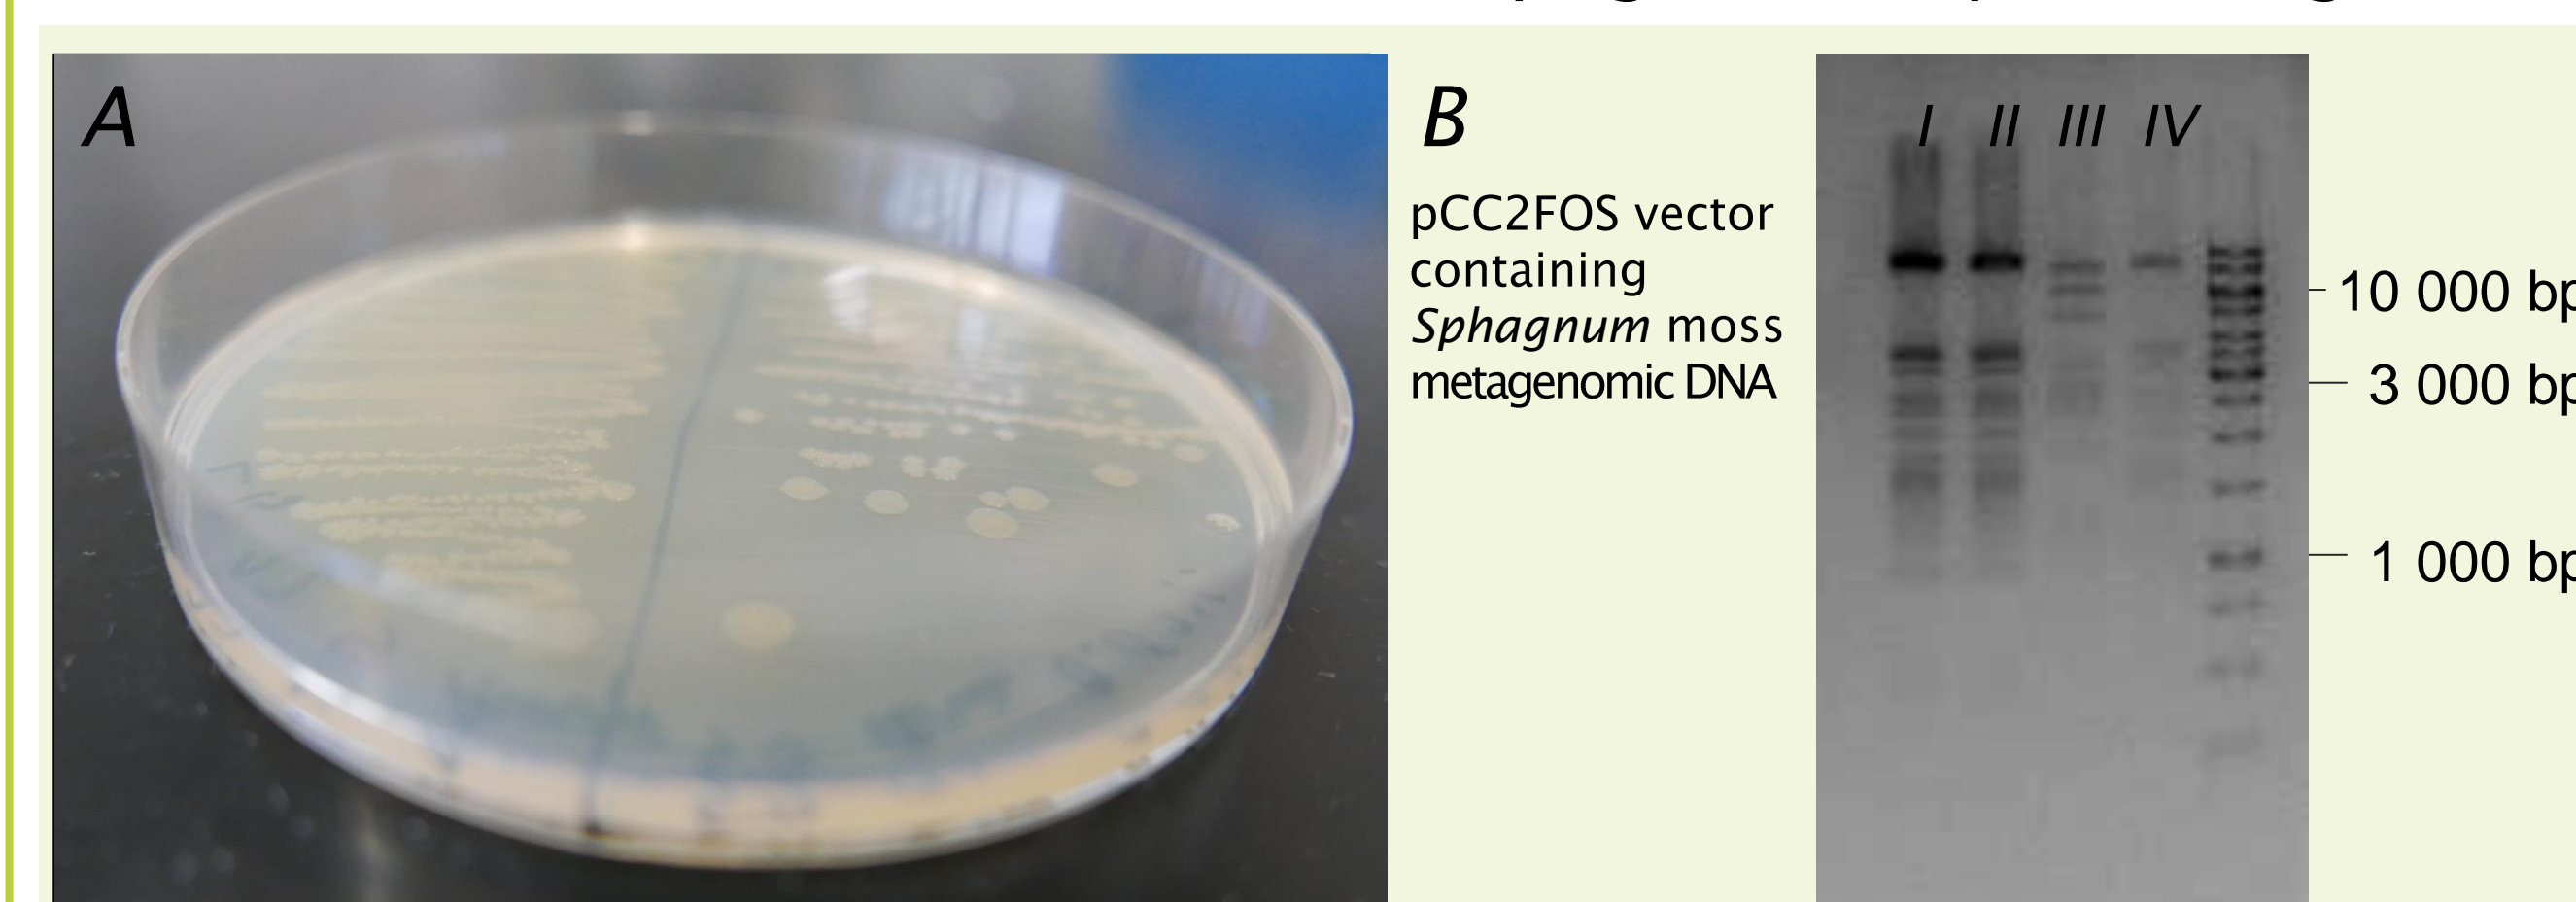 A
B
pCC2FOS vector
containing
Sphagnum moss
metagenomic DNA
I II III IV
10 000 bp
3 000 bp
1 000 bp